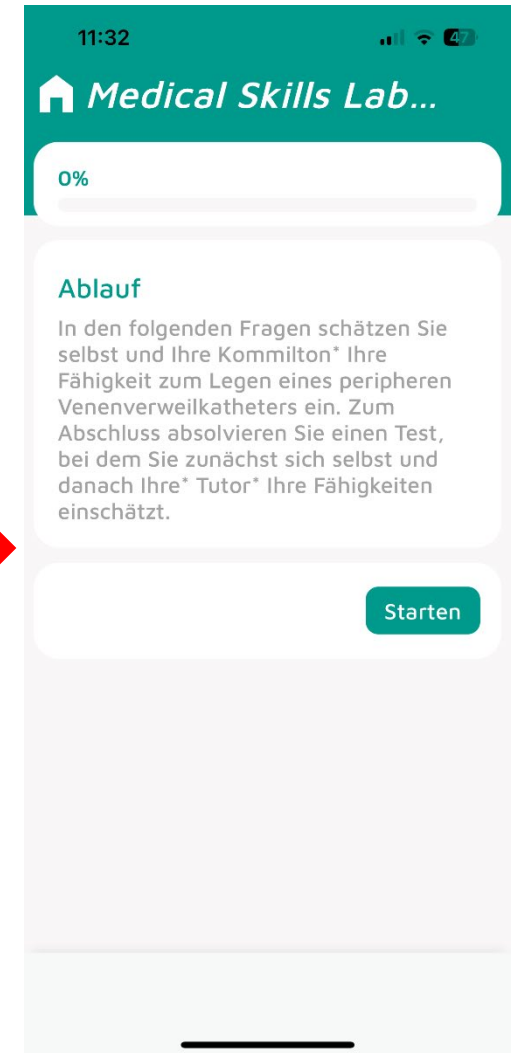 11:32
47
Medical Skills Lab...
0%
Ablauf
In den folgenden Fragen schätzen Sie
selbst und Ihre Kommilton* Ihre
Fähigkeit zum Legen eines peripheren
Venenverweilkatheters ein. Zum
Abschluss absolvieren Sie einen Test,
bei dem Sie zunächst sich selbst und
danach Ihre* Tutor* Ihre Fähigkeiten
einschätzt.
Starten